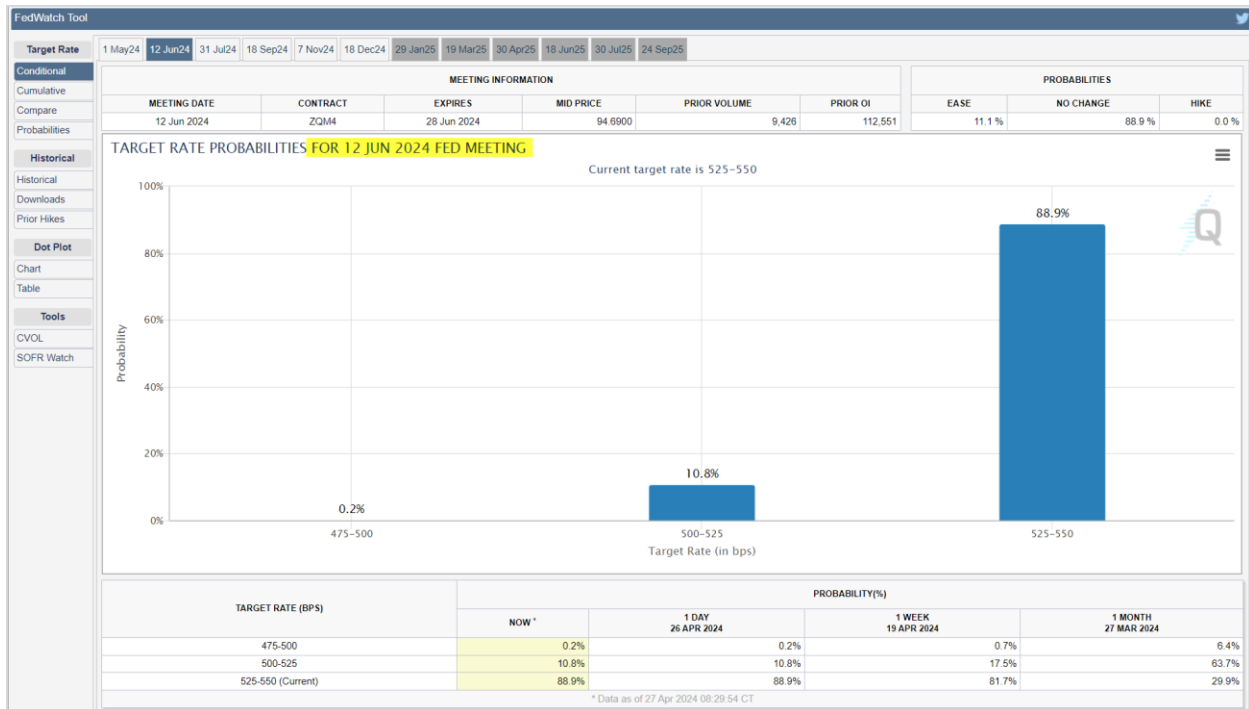 FedWatch Tool
Target Rate
Conditional
Cumulative
Compare
Probabilities
Historical
Historical
Downloads
Prior Hikes
Dot Plot
Chart
Table
Tools
CVOL
SOFR Watch
1 May24 12 Jun24 31 Jul24 18 Sep24 7 Nov24 18 Dec24 29 Jan25 19 Mar25 30 Apr25 18 Jun25 30 Jul25 24 Sep25
MEETING INFORMATION
MEETING DATE CONTRACT EXPIRES MID PRICE PRIOR VOLUME PRIOR OI
12 Jun 2024 ZQM4 28 Jun 2024 94.6900 9,426 112,551
PROBABILITIES
EASE NO CHANGE HIKE
11.1 % 88.9 % 0.0 %
TARGET RATE PROBABILITIES FOR 12 JUN 2024 FED MEETING
Current target rate is 525-550
Probability
100%
80%
60%
40%
20%
0%
0.2%
10.8%
88.9%
Q
475-500 500-525 525-550
Target Rate (in bps)
TARGET RATE (BPS) PROBABILITY(%)
NOW * 1 DAY 1 WEEK 1 MONTH
26 APR 2024 19 APR 2024 27 MAR 2024
475-500 0.2% 0.2% 0.7% 6.4%
500-525 10.8% 10.8% 17.5% 63.7%
525-550 (Current) 88.9% 88.9% 81.7% 29.9%
* Data as of 27 Apr 2024 08:29:54 CT